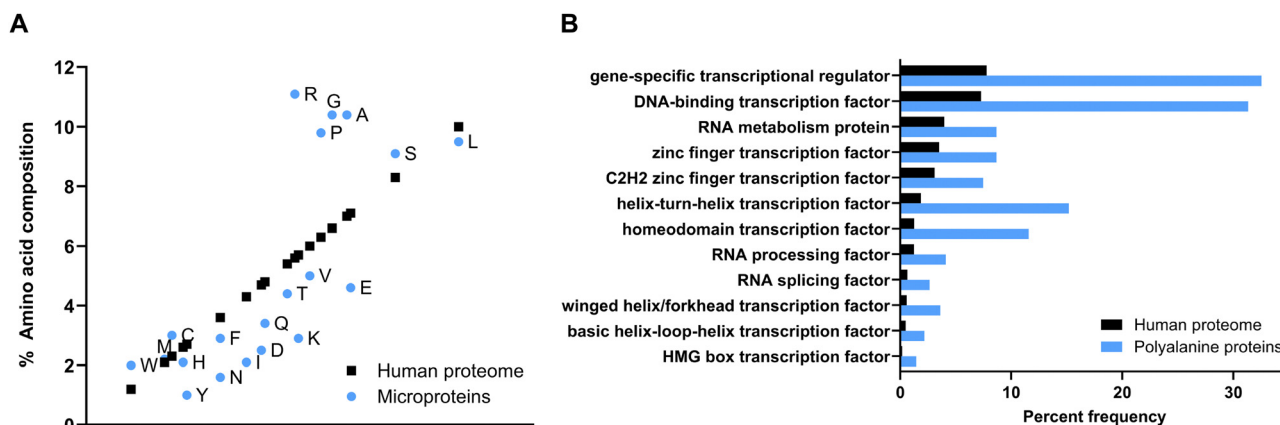 A
% Amino acid composition
12
10
8
6
4
2
0
R
G
A
P
S
L
V
E
T
Q
K
C
M
F
W
H
D
I
N
Y
Human proteome
Microproteins
B
gene-specific transcriptional regulator
DNA-binding transcription factor
RNA metabolism protein
zinc finger transcription factor
C2H2 zinc finger transcription factor
helix-turn-helix transcription factor
homeodomain transcription factor
RNA processing factor
RNA splicing factor
winged helix/forkhead transcription factor
basic helix-loop-helix transcription factor
HMG box transcription factor
Human proteome
Polyalanine proteins
0 10 20 30
Percent frequency